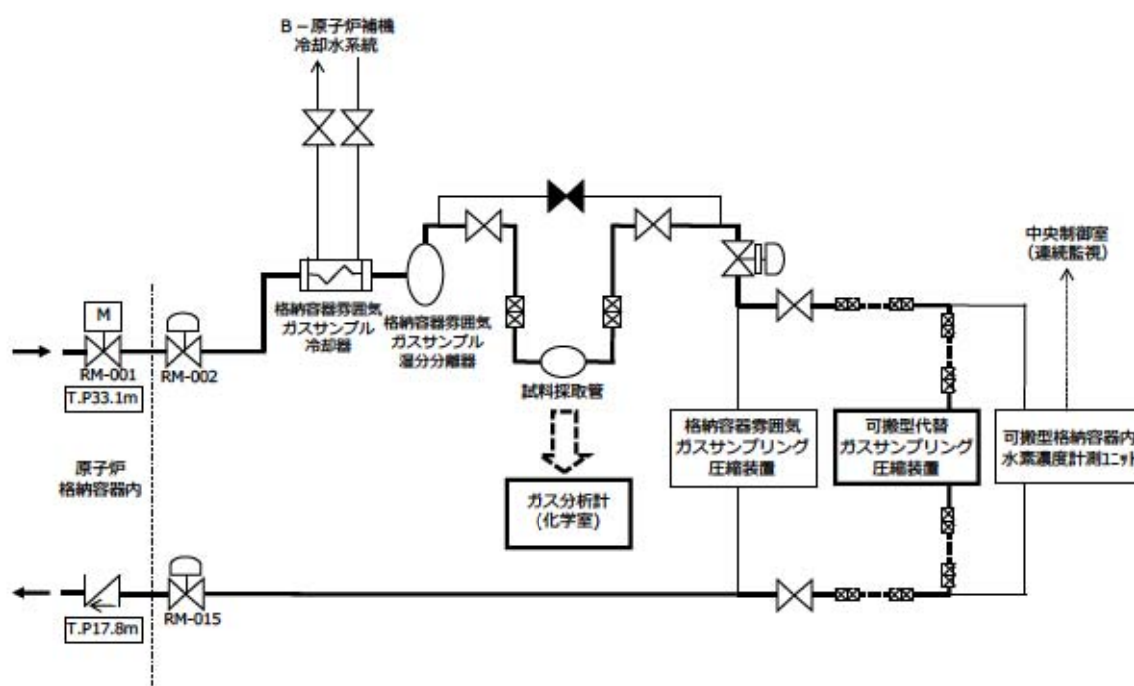 B-原子炉補機
冷却水系統
中央制御室
(連続監視)
M
RM-001
RM-002
T.P33.1m
格納容器雰囲気
ガスサンプル
冷却器
格納容器雰囲気
ガスサンプル
湿分分離器
試料採取管
原子炉
格納容器内
格納容器雰囲気
ガスサンプリング
圧縮装置
可搬型代替
ガスサンプリング
圧縮装置
可搬型格納容器内
水素濃度計測ユニット
ガス分析計
(化学室)
RM-015
T.P17.8m